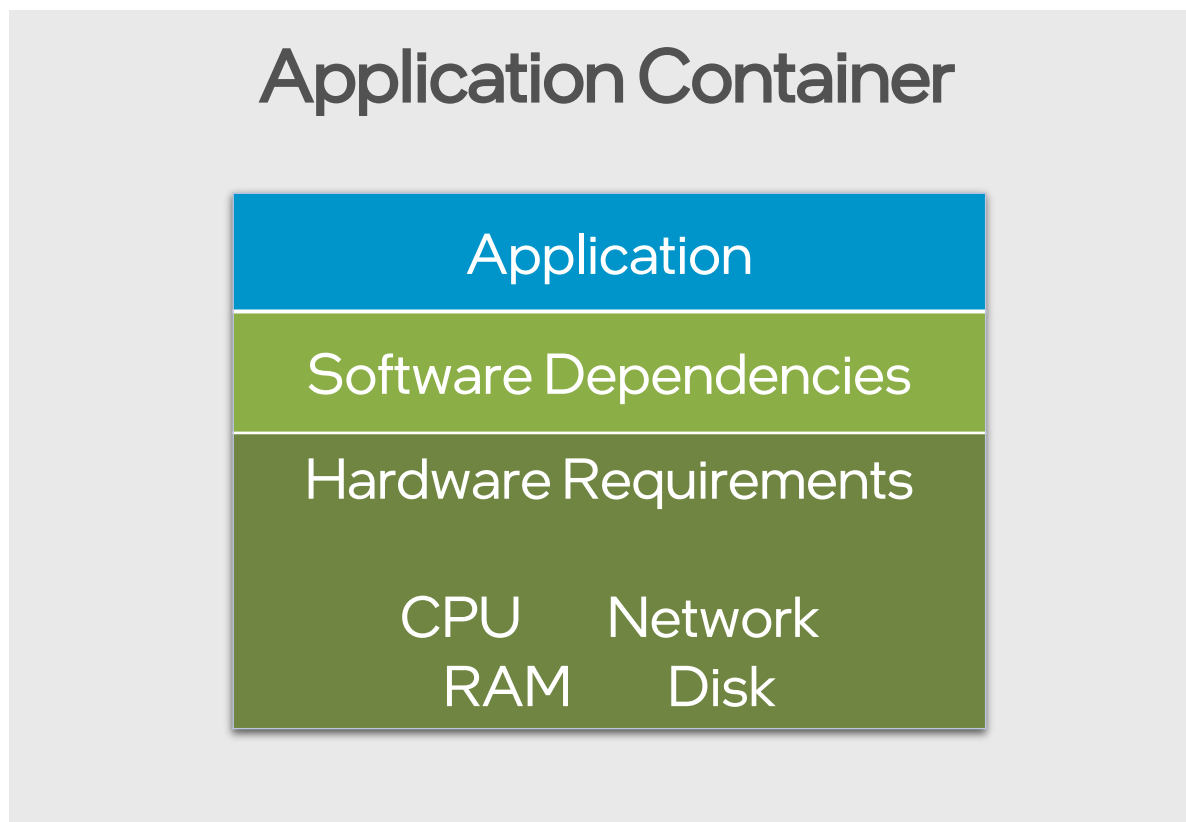 Application Container
Application
Software Dependencies
Hardware Requirements
CPU Network
RAM Disk